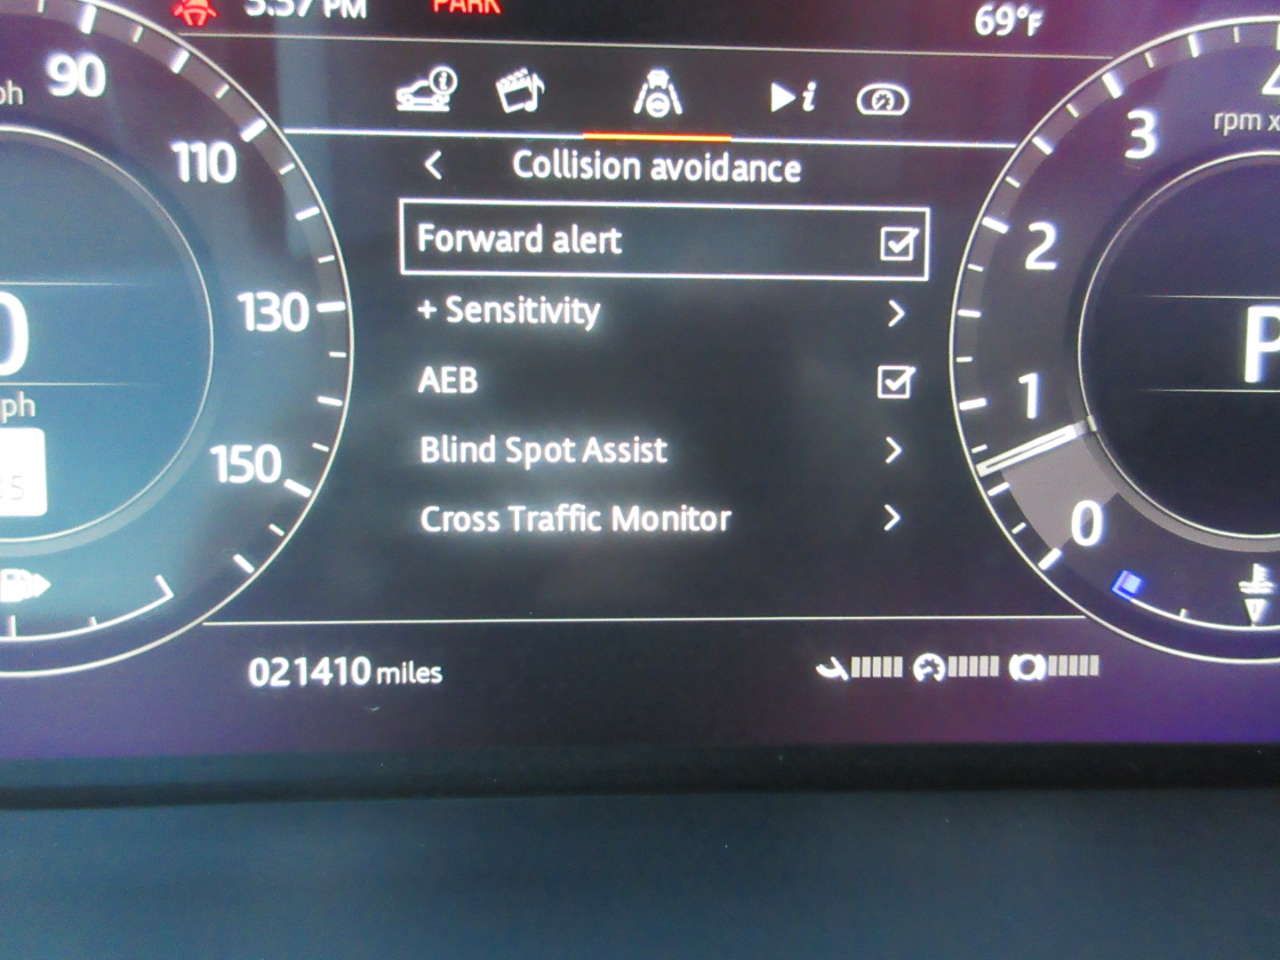 PM
PARK
69°F
90
110
130
150
Collision avoidance
Forward alert
+ Sensitivity
AEB
Blind Spot Assist
Cross Traffic Monitor
3
rpm x
2
1
0
P
021410 miles